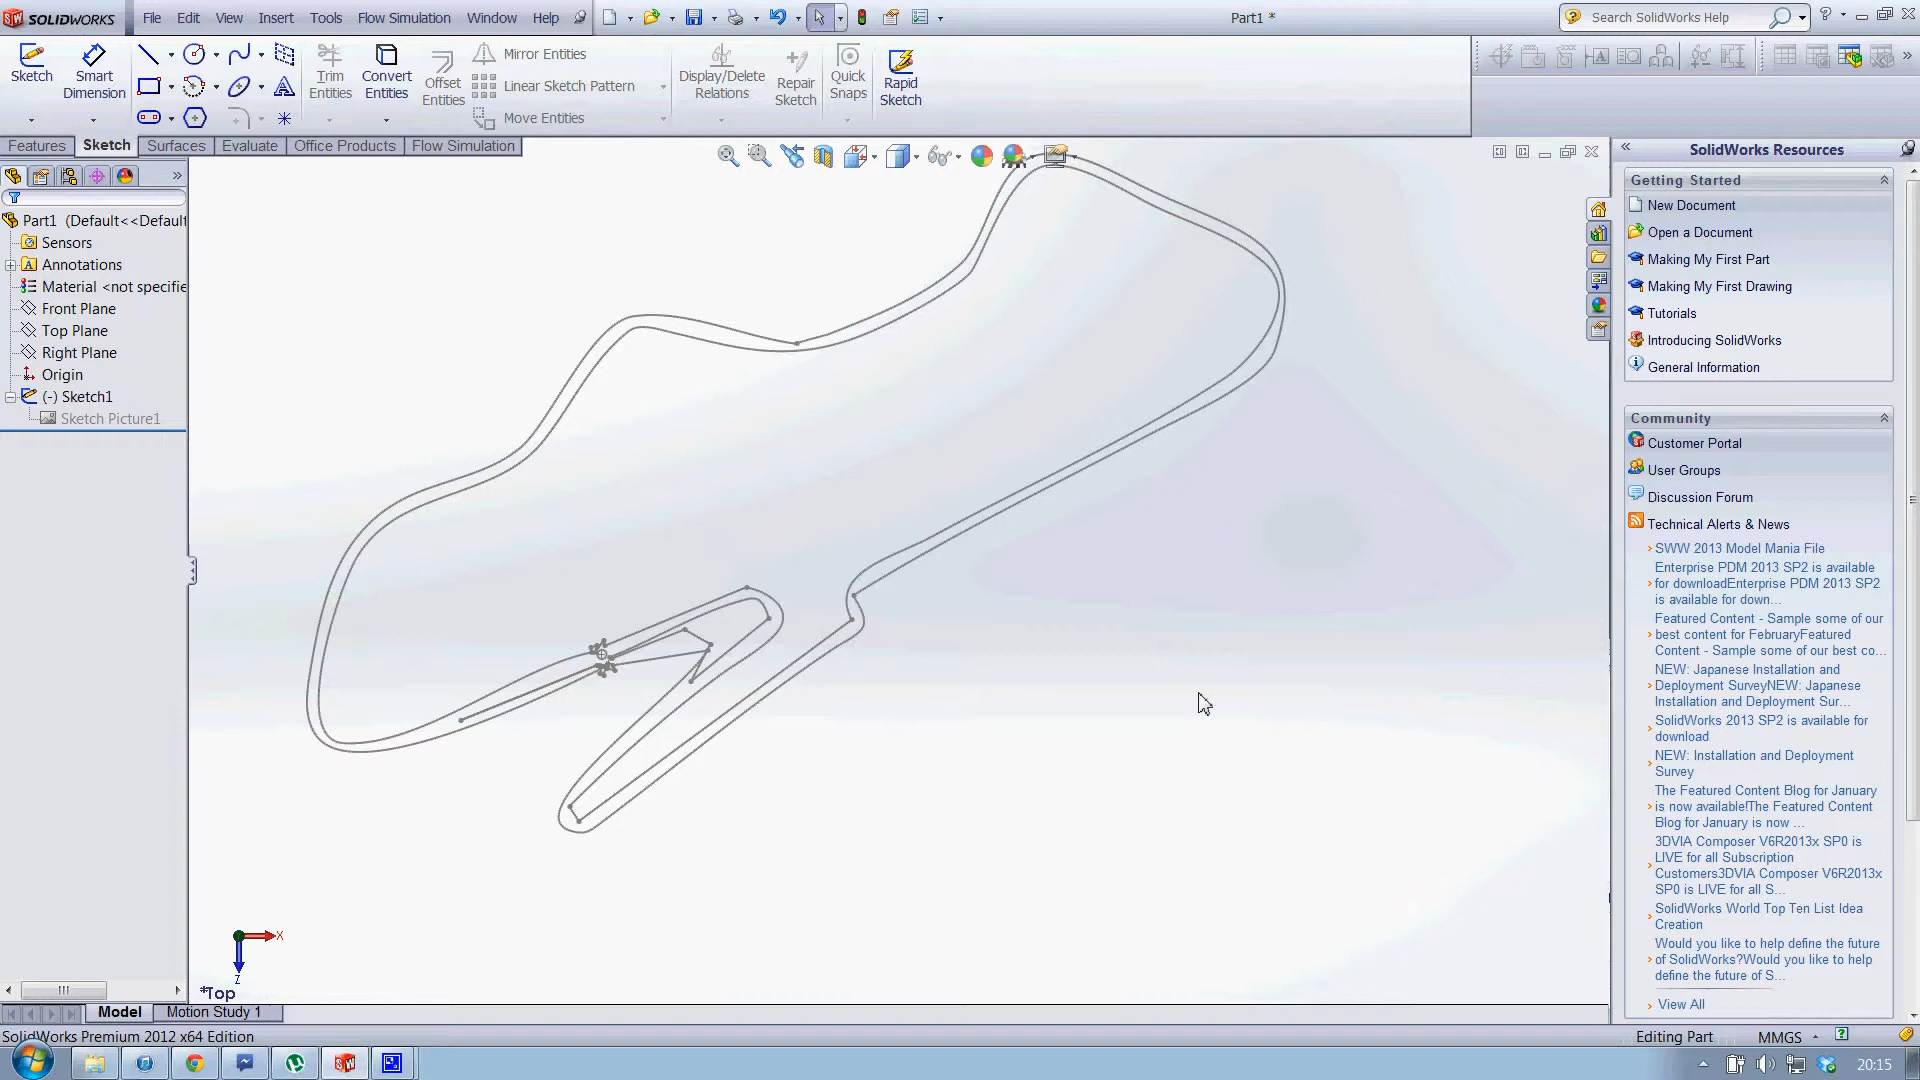 SOLIDWORKS
File Edit View Insert Tools Flow Simulation Window Help
Part1 *
Search SolidWorks Help
Sketch
Smart Dimension
Trim Entities
Convert Entities
Offset Entities
Mirror Entities
Linear Sketch Pattern
Move Entities
Display/Delete Relations
Repair Sketch
Quick Snaps
Rapid Sketch
Features Sketch Surfaces Evaluate Office Products Flow Simulation
Part1 (Default<<Default
Sensors
Annotations
Material <not specifie
Front Plane
Top Plane
Right Plane
Origin
(-) Sketch1
Sketch Picture1
X
Z
*Top
Model Motion Study 1
SolidWorks Premium 2012 x64 Edition
SolidWorks Resources
Getting Started
New Document
Open a Document
Making My First Part
Making My First Drawing
Tutorials
Introducing SolidWorks
General Information
Community
Customer Portal
User Groups
Discussion Forum
Technical Alerts & News
SWW 2013 Model Mania File
Enterprise PDM 2013 SP2 is available
for downloadEnterprise PDM 2013 SP2
is available for down...
Featured Content - Sample some of our
best content for FebruaryFeatured
Content - Sample some of our best co...
NEW: Japanese Installation and
Deployment SurveyNEW: Japanese
Installation and Deployment Sur...
SolidWorks 2013 SP2 is available for
download
NEW: Installation and Deployment
Survey
The Featured Content Blog for January
is now available!The Featured Content
Blog for January is now ...
3DVIA Composer V6R2013x SP0 is
LIVE for all Subscription
Customers3DVIA Composer V6R2013x
SP0 is LIVE for all S...
SolidWorks World Top Ten List Idea
Creation
Would you like to help define the future
of SolidWorks?Would you like to help
define the future of S...
View All
Editing Part MMGS
20:15